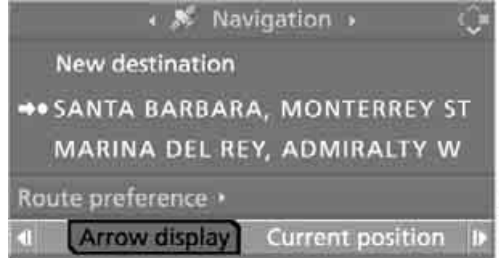 Navigation
New destination
SANTA BARBARA, MONTERREY ST
MARINA DEL REY, ADMIRALTY W
Route preference
Arrow display Current position